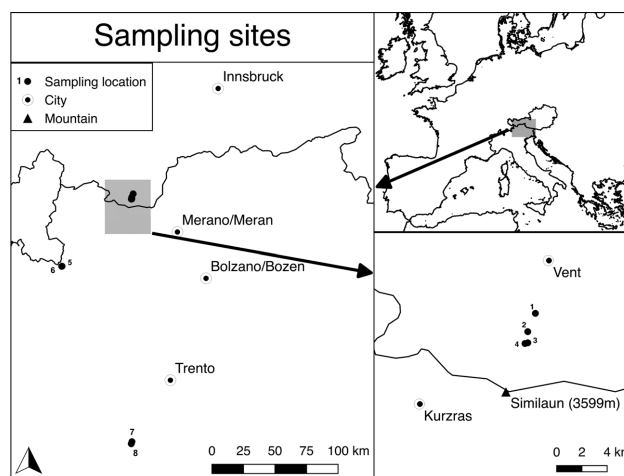 Sampling sites
1 Sampling location
City
Mountain
Innsbruck
Merano/Meran
Bolzano/Bozen
6 5
Trento
7
8
0 25 50 75 100 km
Vent
1
2
4 3
Similaun (3599m)
Kurzras
0 2 4 km